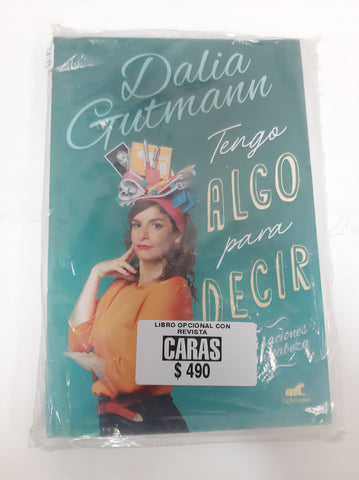 Dalia
Gutmann
Tengo
ALGO
para
DECIR
LIBRO OPCIONAL CON
REVISTA
CARAS
$ 490